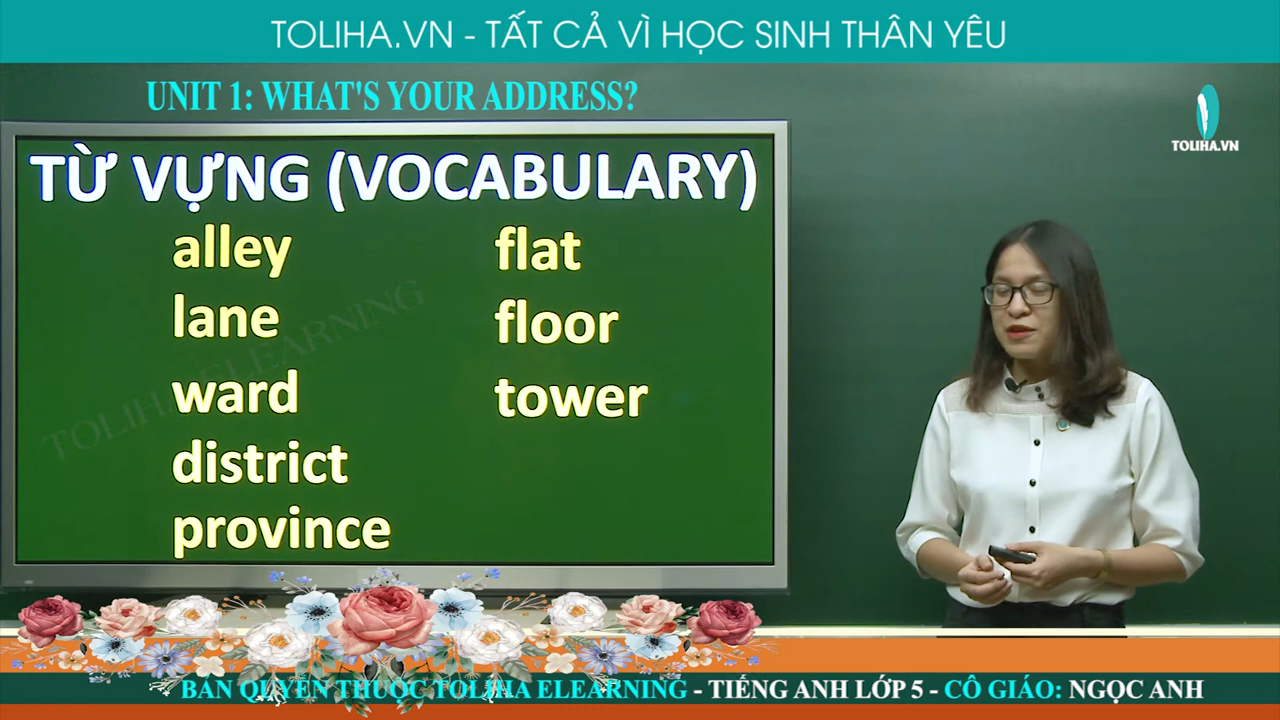 TOLIHA.VN - TẤT CẢ VÌ HỌC SINH THÂN YÊU
UNIT 1: WHAT'S YOUR ADDRESS?
TOLIHA.VN
TỪ VỰNG (VOCABULARY)
alley
lane
ward
district
province
flat
floor
tower
TOLIHA ELEARNING
BẢN QUYỀN THUỘC TOLIHA ELEARNING - TIẾNG ANH LỚP 5 - CÔ GIÁO: NGỌC ANH